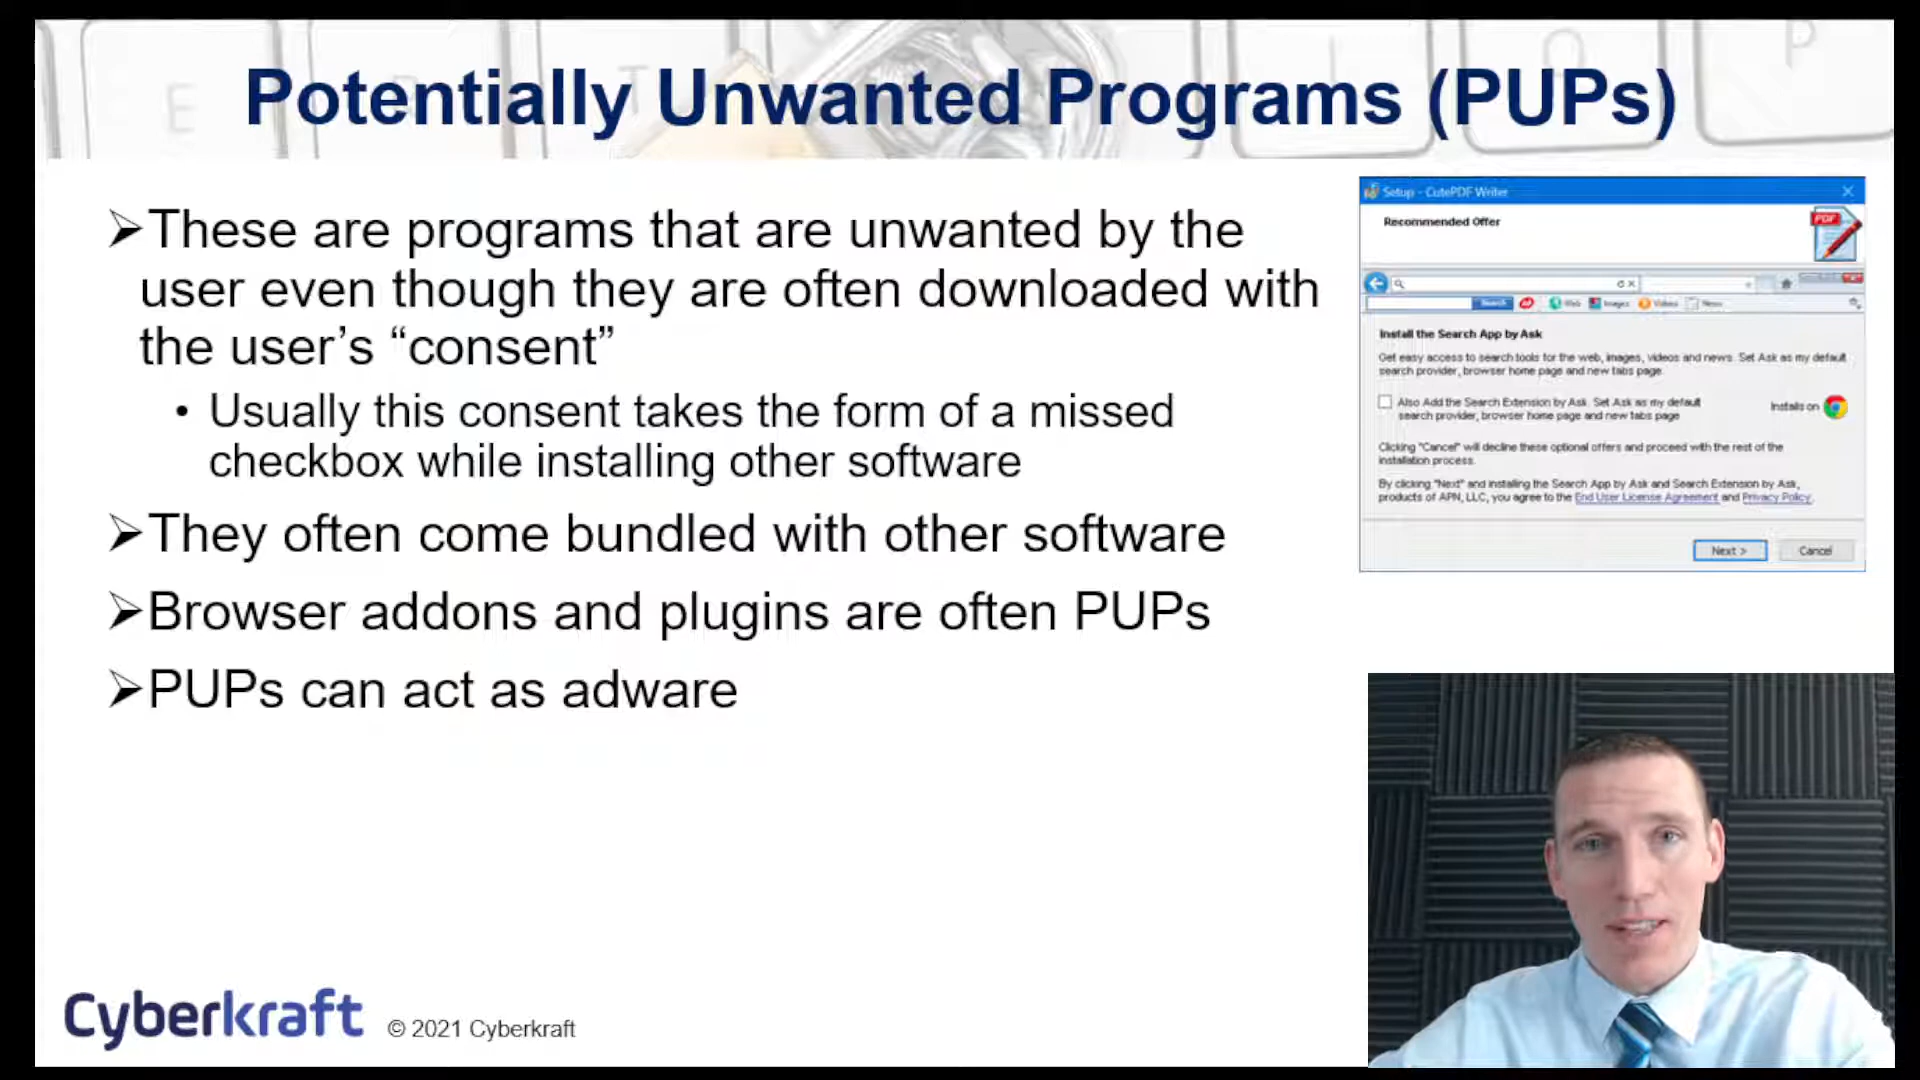 Potentially Unwanted Programs (PUPs)
➢These are programs that are unwanted by the
user even though they are often downloaded with
the user’s “consent”
• Usually this consent takes the form of a missed
checkbox while installing other software
➢They often come bundled with other software
➢Browser addons and plugins are often PUPs
➢PUPs can act as adware
Setup - CutePDF Writer
Recommended Offer
PDF
Search Web Images Videos News
Install the Search App by Ask
Get easy access to search tools for the web, images, videos and news. Set Ask as my default
search provider, browser home page and new tabs page.
Also Add the Search Extension by Ask. Set Ask as my default
search provider, browser home page and new tabs page
Installs on
Clicking "Cancel" will decline these optional offers and proceed with the rest of the
installation process.
By clicking "Next" and installing the Search App by Ask and Search Extension by Ask,
products of APN, LLC, you agree to the End User License Agreement and Privacy Policy.
Next >
Cancel
Cyberkraft © 2021 Cyberkraft